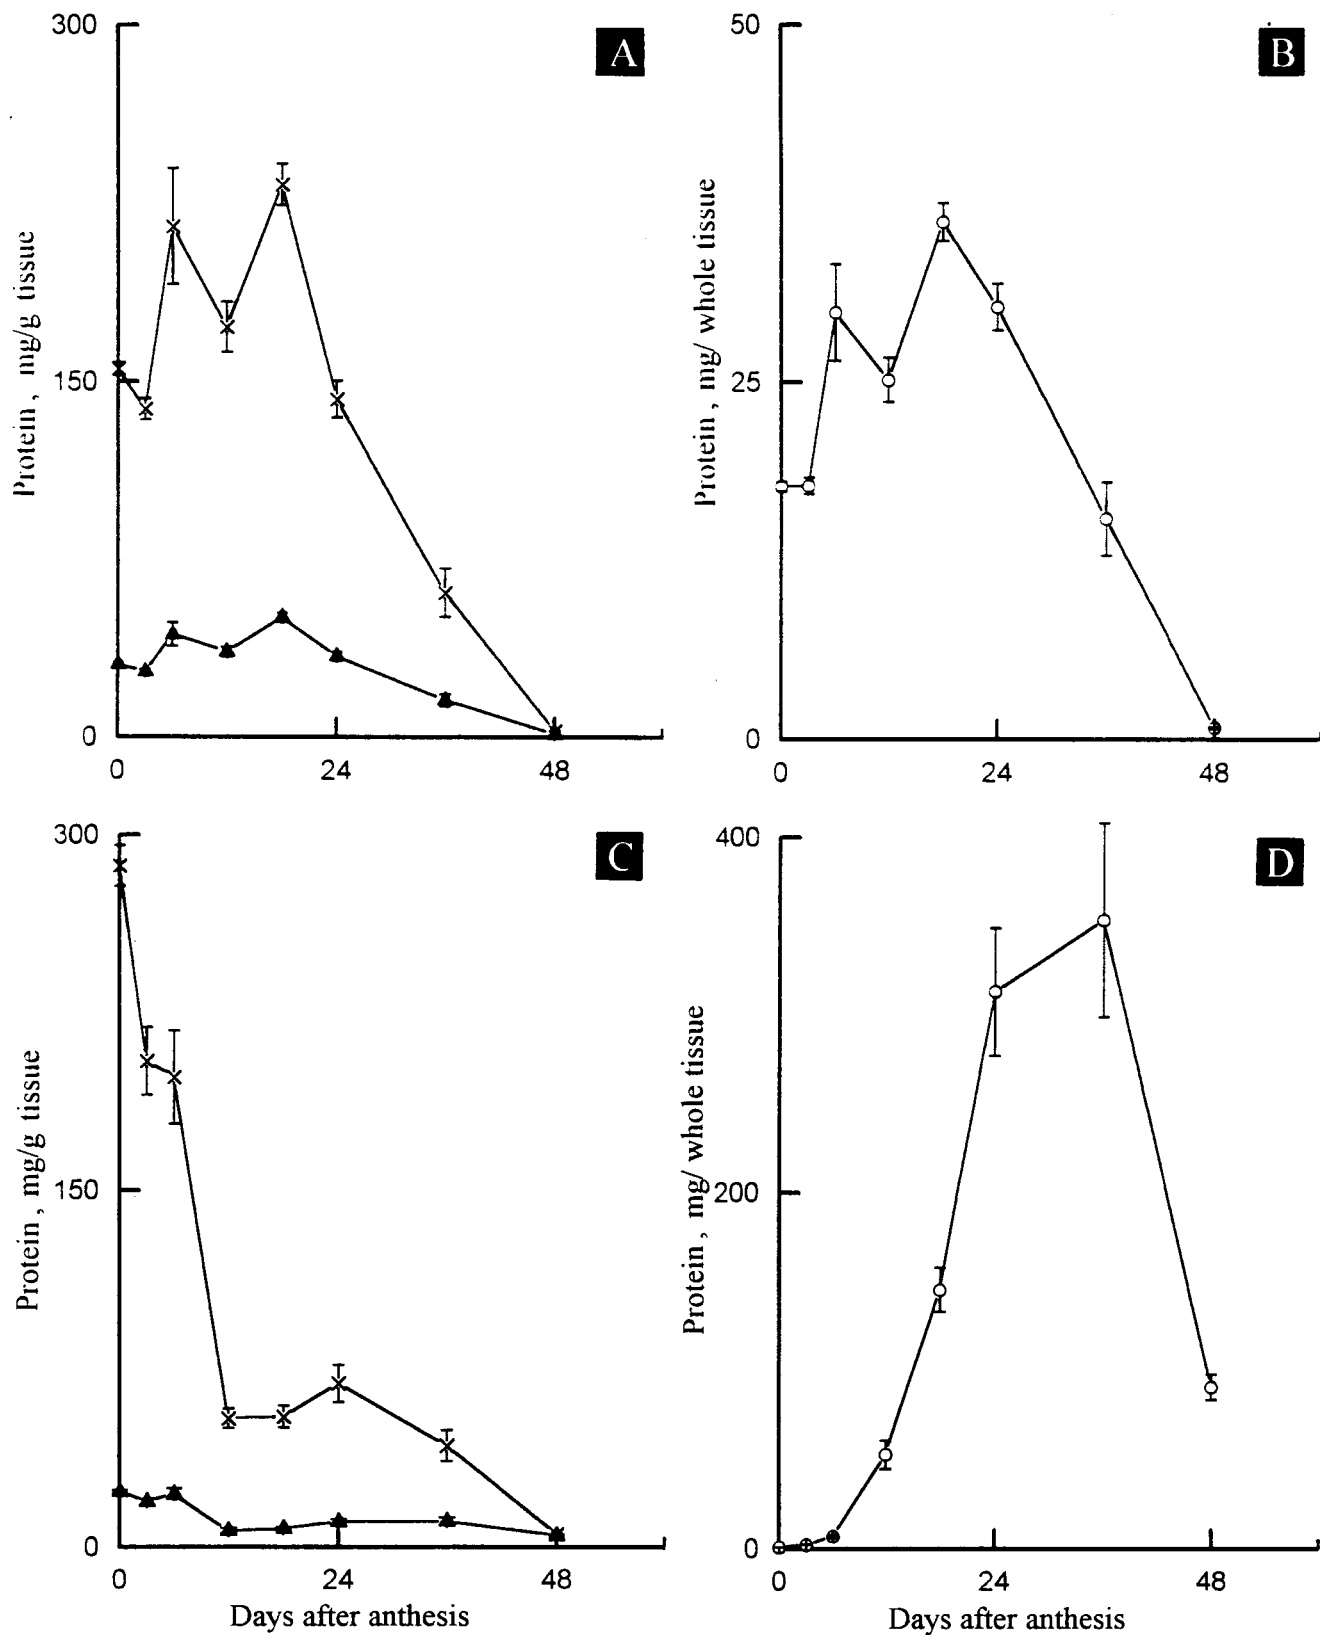 300
A
150
0
0
24
48
Protein , mg/g tissue
50
B
25
0
0
24
48
Protein , mg/ whole tissue
300
C
150
0
0
24
48
Protein , mg/g tissue
Days after anthesis
400
D
200
0
0
24
48
Protein , mg/ whole tissue
Days after anthesis